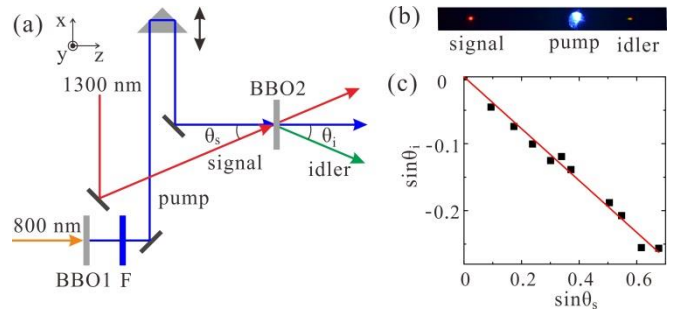 (a)
x
y
z
1300 nm
BBO2
θs
θi
signal
idler
pump
800 nm
BBO1 F
(b)
signal pump idler
(c)
0
-0.1
-0.2
sinθi
0 0.2 0.4 0.6
sinθs